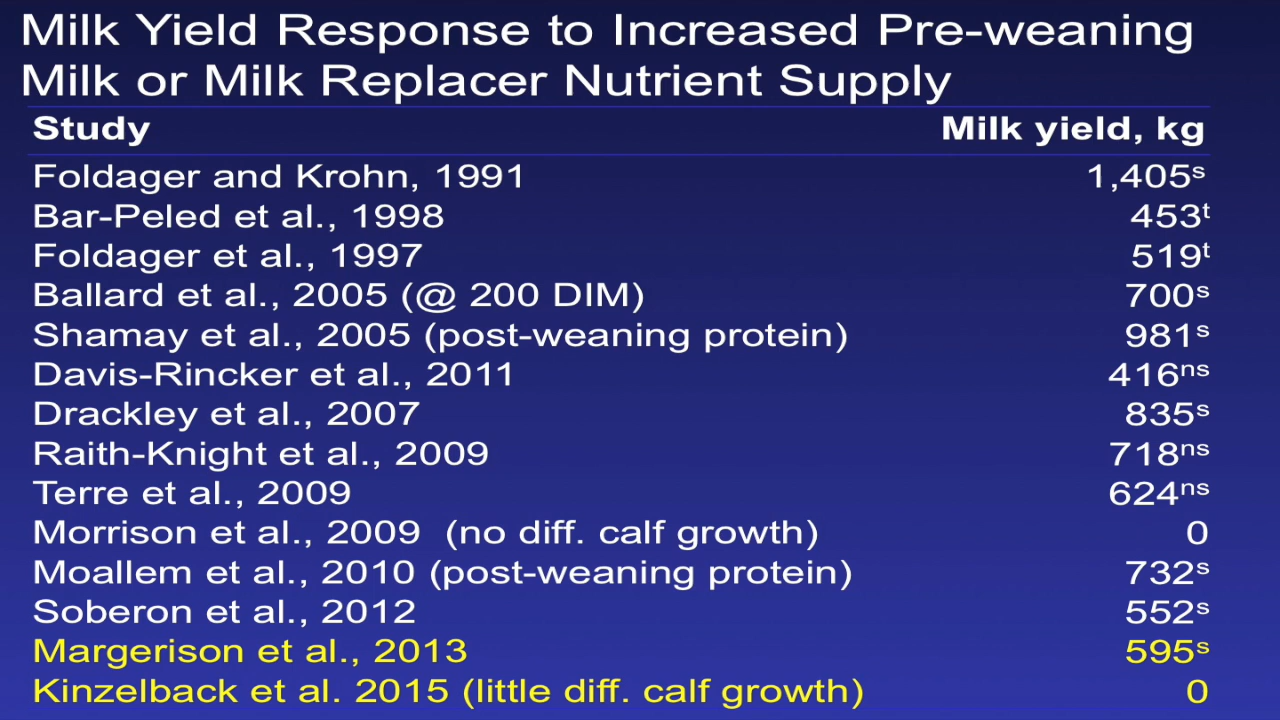 Milk Yield Response to Increased Pre-weaning
Milk or Milk Replacer Nutrient Supply
Study Milk yield, kg
Foldager and Krohn, 1991 1,405ˢ
Bar-Peled et al., 1998 453ᵗ
Foldager et al., 1997 519ᵗ
Ballard et al., 2005 (@ 200 DIM) 700ˢ
Shamay et al., 2005 (post-weaning protein) 981ˢ
Davis-Rincker et al., 2011 416ⁿˢ
Drackley et al., 2007 835ˢ
Raith-Knight et al., 2009 718ⁿˢ
Terre et al., 2009 624ⁿˢ
Morrison et al., 2009 (no diff. calf growth) 0
Moallem et al., 2010 (post-weaning protein) 732ˢ
Soberon et al., 2012 552ˢ
Margerison et al., 2013 595ˢ
Kinzelback et al. 2015 (little diff. calf growth) 0